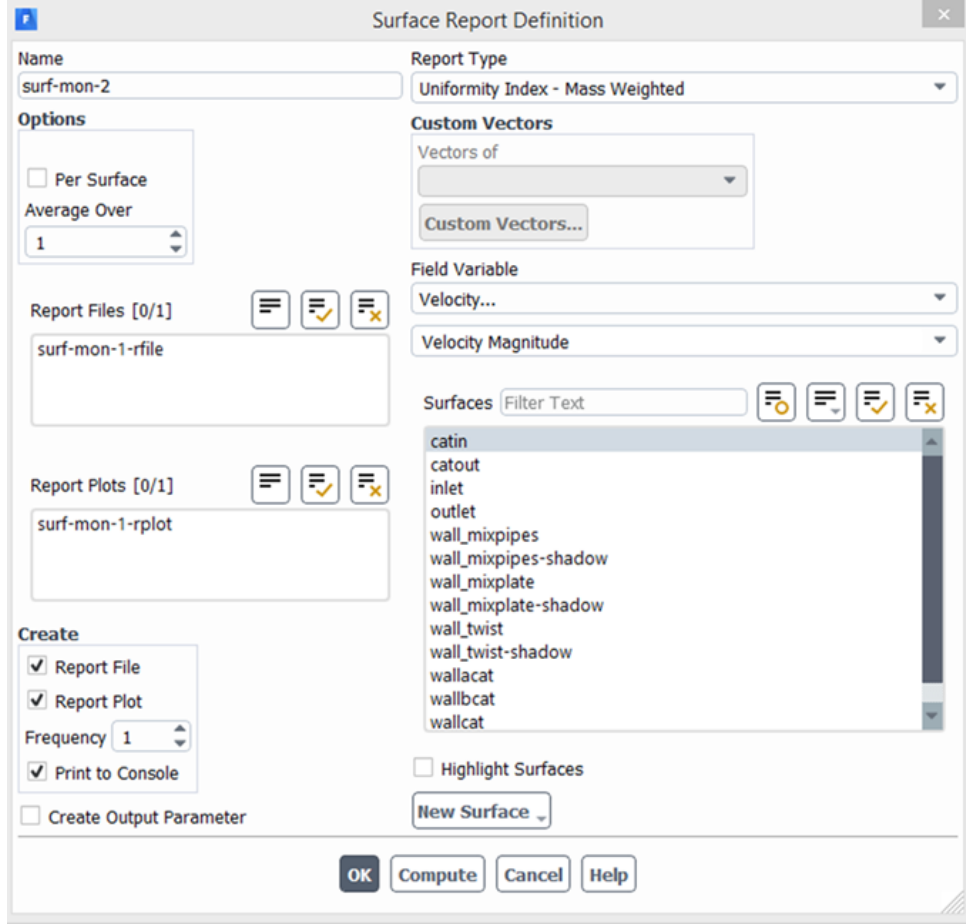 F
Surface Report Definition
Name
surf-mon-2
Options
Per Surface
Average Over
1
Report Files [0/1]
surf-mon-1-rfile
Report Plots [0/1]
surf-mon-1-rplot
Create
Report File
Report Plot
Frequency 1
Print to Console
Create Output Parameter
Report Type
Uniformity Index - Mass Weighted
Custom Vectors
Vectors of
Custom Vectors...
Field Variable
Velocity...
Velocity Magnitude
Surfaces Filter Text
catin
catout
inlet
outlet
wall_mixpipes
wall_mixpipes-shadow
wall_mixplate
wall_mixplate-shadow
wall_twist
wall_twist-shadow
wallacat
wallbcat
wallcat
Highlight Surfaces
New Surface
OK Compute Cancel Help